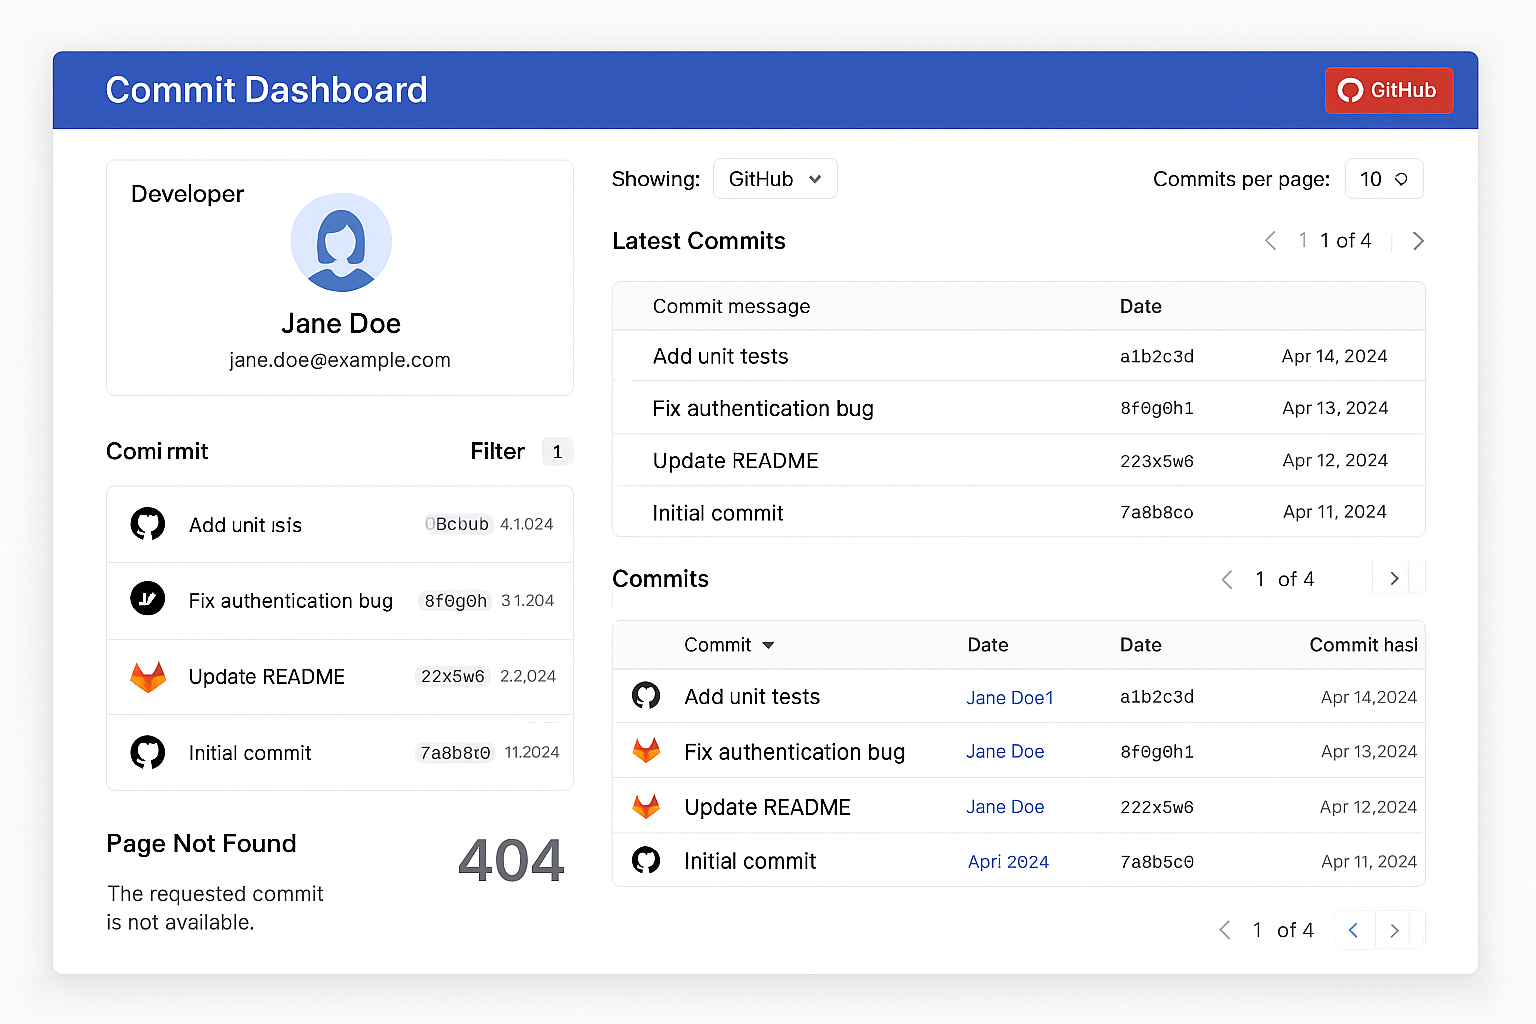 Commit Dashboard
GitHub
Developer
Jane Doe
jane.doe@example.com
Comirmit Filter 1
Add unit ısis 0Bcbub 4.1.024
Fix authentication bug 8f0g0h 31.204
Update README 22x5w6 2.2,024
Initial commit 7a8b8t0 11.2024
Page Not Found
404
The requested commit
is not available.
Showing: GitHub
Commits per page: 10
Latest Commits 1 1 of 4
Commit message Date
Add unit tests a1b2c3d Apr 14, 2024
Fix authentication bug 8f0g0h1 Apr 13, 2024
Update README 223x5w6 Apr 12, 2024
Initial commit 7a8b8co Apr 11, 2024
Commits 1 of 4
Commit Date Date Commit hasi
Add unit tests Jane Doe1 a1b2c3d Apr 14,2024
Fix authentication bug Jane Doe 8f0g0h1 Apr 13,2024
Update README Jane Doe 222x5w6 Apr 12,2024
Initial commit Apri 2024 7a8b5c0 Apr 11, 2024
1 of 4